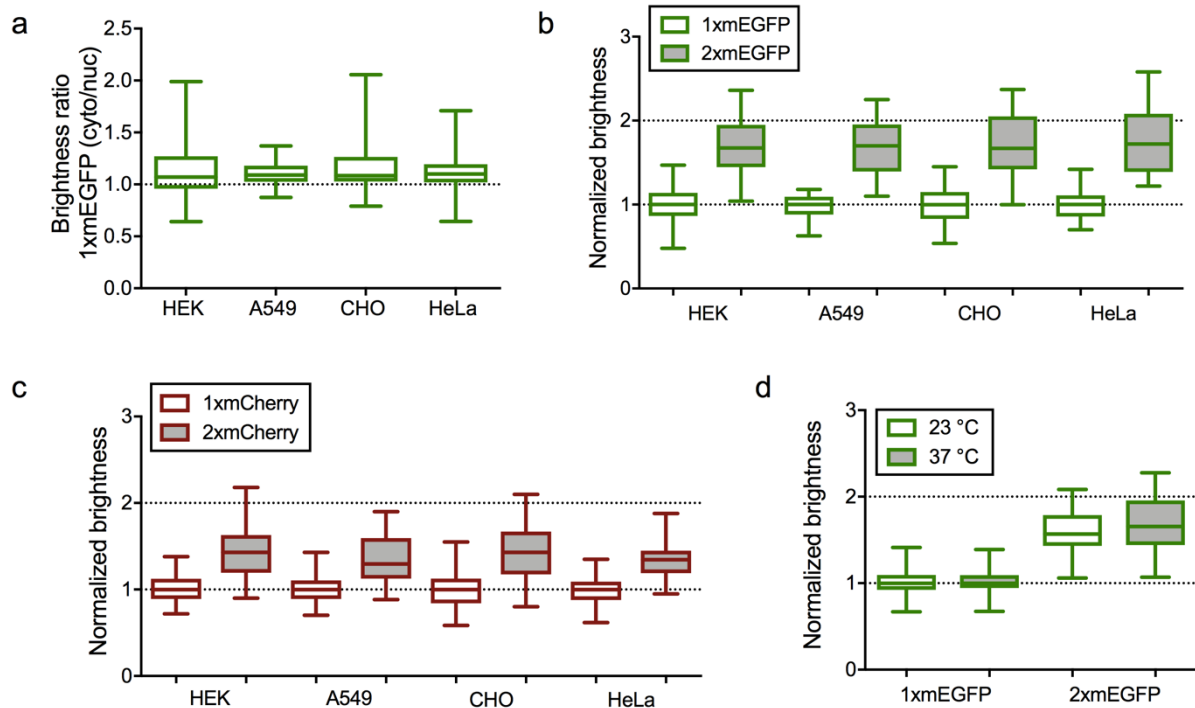 a
Brightness ratio
1xmEGFP (cyto/nuc)
2.5
2.0
1.5
1.0
0.5
0.0
HEK
A549
CHO
HeLa
b
1xmEGFP
2xmEGFP
Normalized brightness
3
2
1
0
HEK
A549
CHO
HeLa
c
1xmCherry
2xmCherry
Normalized brightness
3
2
1
0
HEK
A549
CHO
HeLa
d
23 °C
37 °C
Normalized brightness
3
2
1
0
1xmEGFP
2xmEGFP